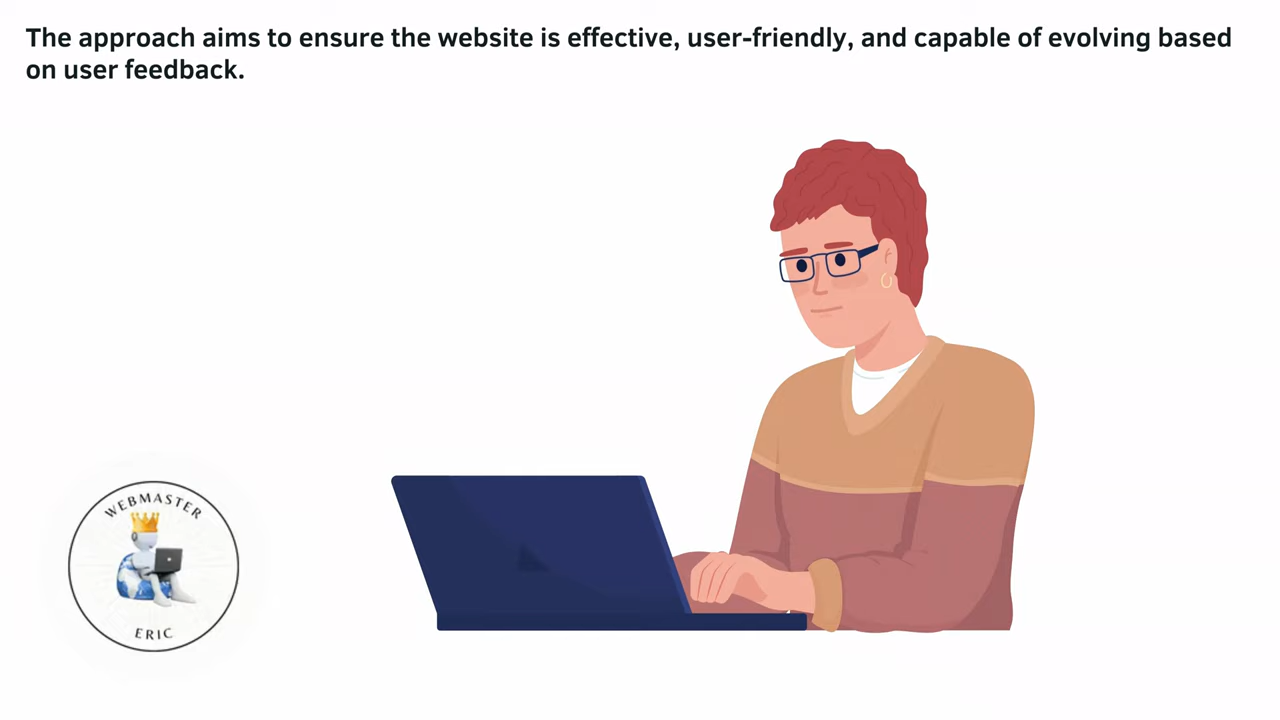 The approach aims to ensure the website is effective, user-friendly, and capable of evolving based
on user feedback.
WEBMASTER
ERIC